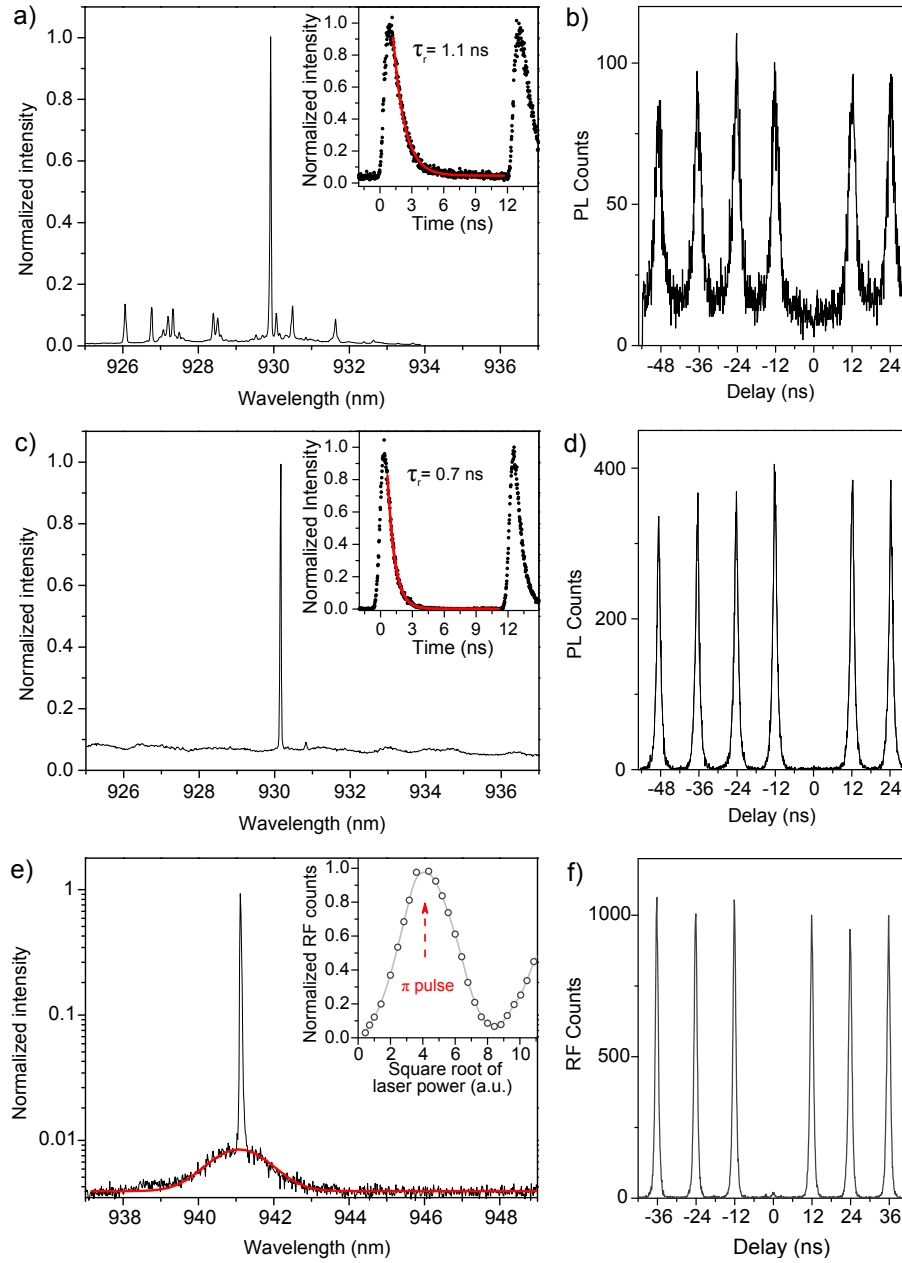 a)
Normalized intensity
1.0
0.8
0.6
0.4
0.2
0.0
926 928 930 932 934 936
Wavelength (nm)
Normalized intensity
1.0
0.8
0.6
0.4
0.2
0.0
τr= 1.1 ns
0 3 6 9 12
Time (ns)
b)
PL Counts
100
50
0
-48 -36 -24 -12 0 12 24
Delay (ns)
c)
Normalized intensity
1.0
0.8
0.6
0.4
0.2
0.0
926 928 930 932 934 936
Wavelength (nm)
Normalized Intensity
1.0
0.8
0.6
0.4
0.2
0.0
τr= 0.7 ns
0 3 6 9 12
Time (ns)
d)
PL Counts
400
200
0
-48 -36 -24 -12 0 12 24
Delay (ns)
e)
Normalized intensity
1
0.1
0.01
938 940 942 944 946 948
Wavelength (nm)
Normalized RF counts
1.0
0.8
0.6
0.4
0.2
0.0
π pulse
0 2 4 6 8 10
Square root of
laser power (a.u.)
f)
RF Counts
1000
500
0
-36 -24 -12 0 12 24 36
Delay (ns)